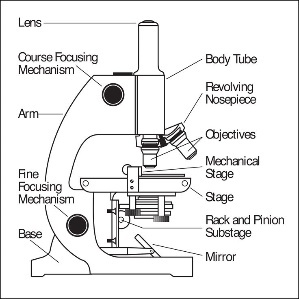 Lens
Course Focusing
Mechanism
Arm
Fine
Focusing
Mechanism
Base
Body Tube
Revolving
Nosepiece
Objectives
Mechanical
Stage
Stage
Rack and Pinion
Substage
Mirror